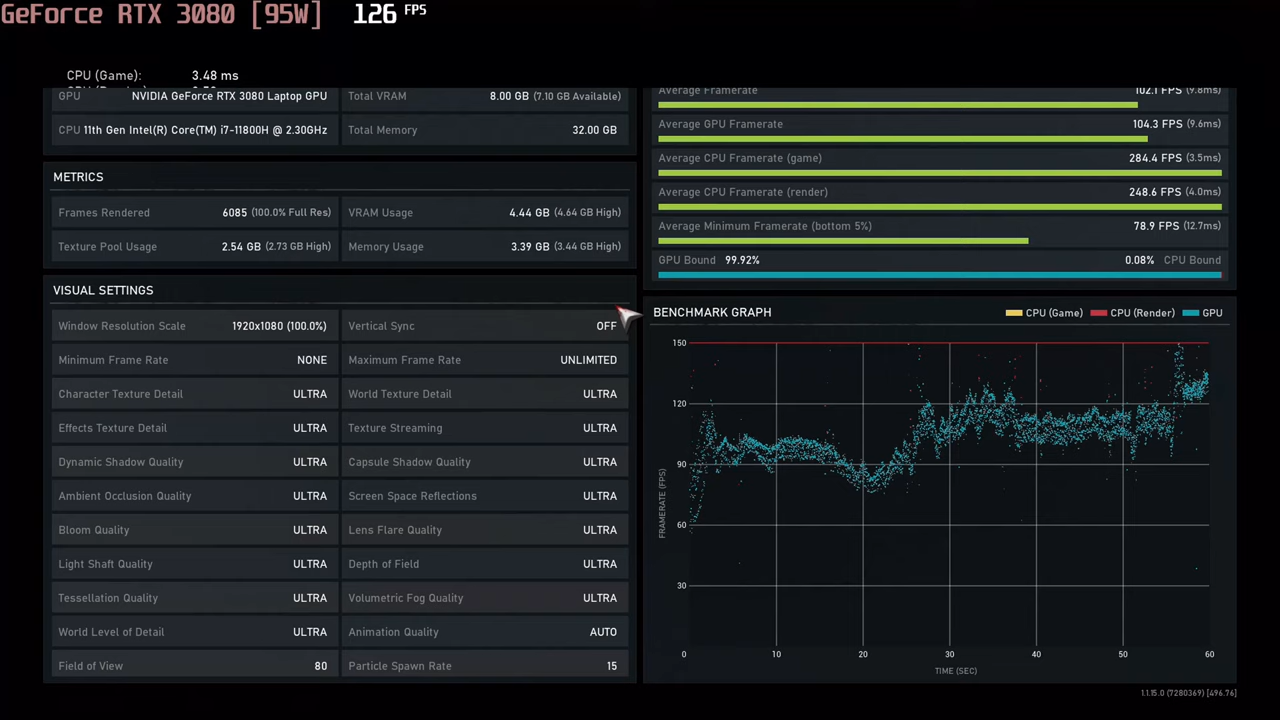 GeForce RTX 3080 [95W] 126 FPS
CPU (Game): 3.48 ms
GPU NVIDIA GeForce RTX 3080 Laptop GPU Total VRAM 8.00 GB (7.10 GB Available)
CPU 11th Gen Intel(R) Core(TM) i7-11800H @ 2.30GHz Total Memory 32.00 GB
METRICS
Frames Rendered 6085 (100.0% Full Res) VRAM Usage 4.44 GB (4.64 GB High)
Texture Pool Usage 2.54 GB (2.73 GB High) Memory Usage 3.39 GB (3.44 GB High)
VISUAL SETTINGS
Window Resolution Scale 1920x1080 (100.0%) Vertical Sync OFF
Minimum Frame Rate NONE Maximum Frame Rate UNLIMITED
Character Texture Detail ULTRA World Texture Detail ULTRA
Effects Texture Detail ULTRA Texture Streaming ULTRA
Dynamic Shadow Quality ULTRA Capsule Shadow Quality ULTRA
Ambient Occlusion Quality ULTRA Screen Space Reflections ULTRA
Bloom Quality ULTRA Lens Flare Quality ULTRA
Light Shaft Quality ULTRA Depth of Field ULTRA
Tessellation Quality ULTRA Volumetric Fog Quality ULTRA
World Level of Detail ULTRA Animation Quality AUTO
Field of View 80 Particle Spawn Rate 15
Average Framerate 102.1 FPS (9.8ms)
Average GPU Framerate 104.3 FPS (9.6ms)
Average CPU Framerate (game) 284.4 FPS (3.5ms)
Average CPU Framerate (render) 248.6 FPS (4.0ms)
Average Minimum Framerate (bottom 5%) 78.9 FPS (12.7ms)
GPU Bound 99.92% 0.08% CPU Bound
BENCHMARK GRAPH CPU (Game) CPU (Render) GPU
150
120
90
60
30
FRAMERATE (FPS)
0 10 20 30 40 50 60
TIME (SEC)
1.1.15.0 (7280369) [496.76]